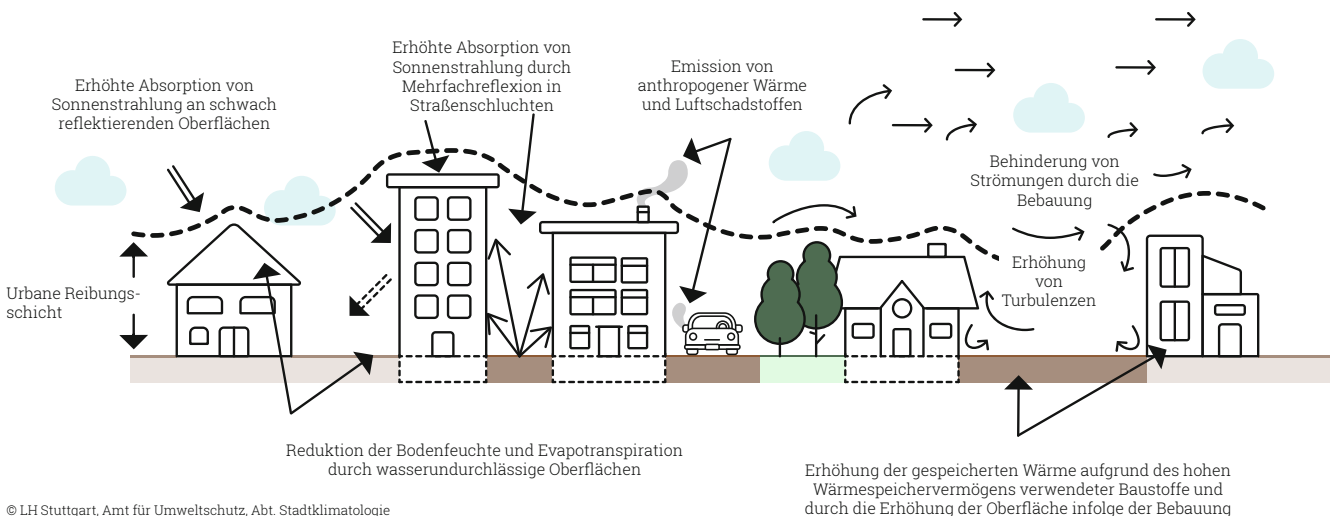 Erhöhte Absorption von
Sonnenstrahlung an schwach
reflektierenden Oberflächen
Erhöhte Absorption von
Sonnenstrahlung durch
Mehrfachreflexion in
Straßenschluchten
Emission von
anthropogener Wärme
und Luftschadstoffen
Behinderung von
Strömungen durch die
Bebauung
Erhöhung
von
Turbulenzen
Urbane Reibungs-
schicht
Reduktion der Bodenfeuchte und Evapotranspiration
durch wasserundurchlässige Oberflächen
Erhöhung der gespeicherten Wärme aufgrund des hohen
Wärmespeichervermögens verwendeter Baustoffe und
durch die Erhöhung der Oberfläche infolge der Bebauung
© LH Stuttgart, Amt für Umweltschutz, Abt. Stadtklimatologie